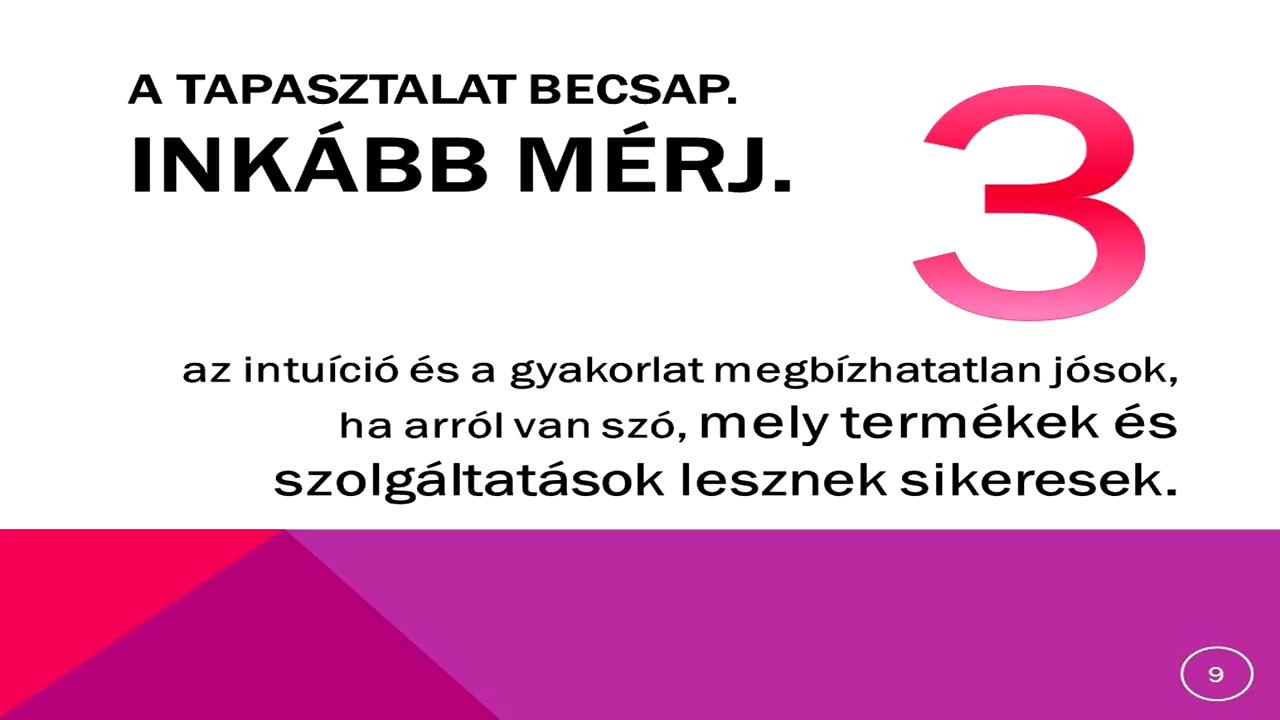 A TAPASZTALAT BECSAP.
INKÁBB MÉRJ.
3
az intuíció és a gyakorlat megbízhatatlan jósok,
ha arról van szó, mely termékek és
szolgáltatások lesznek sikeresek.
9